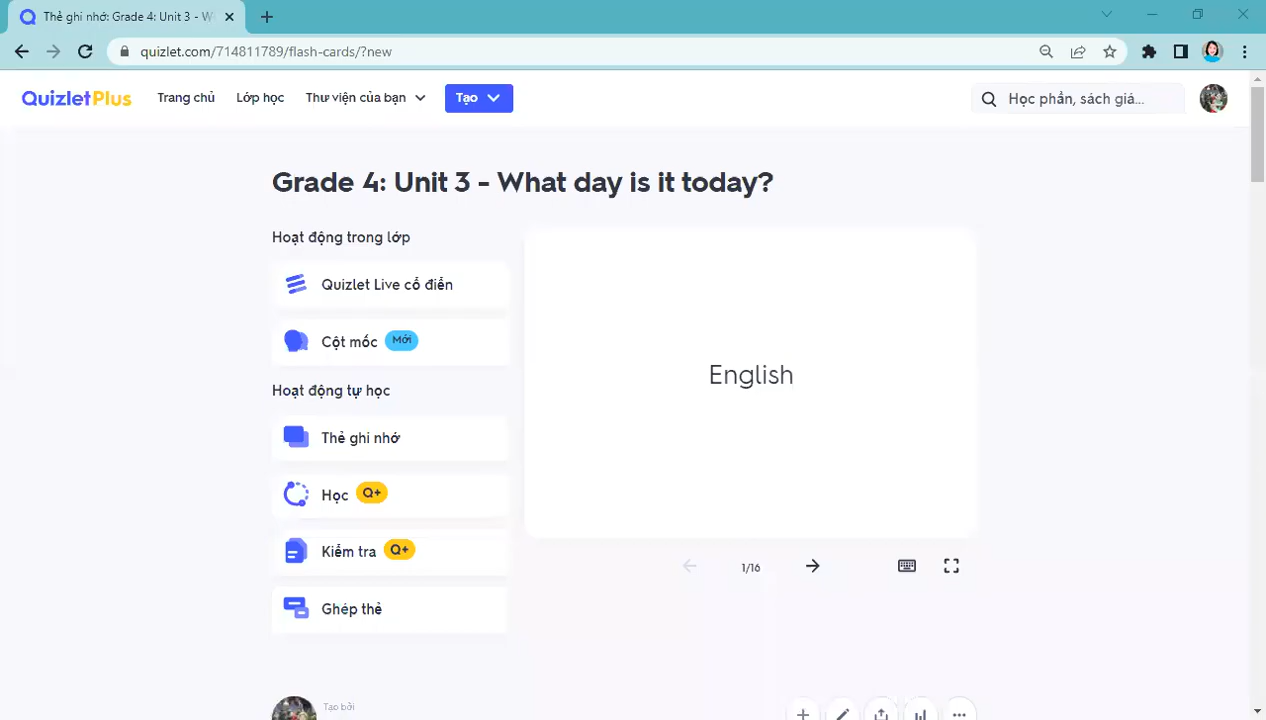 Thẻ ghi nhớ: Grade 4: Unit 3 - W
quizlet.com/714811789/flash-cards/?new
QuizletPlus Trang chủ Lớp học Thư viện của bạn Tạo Học phần, sách giá...
Grade 4: Unit 3 - What day is it today?
Hoạt động trong lớp
Quizlet Live cổ điển
Cột mốc Mới
Hoạt động tự học
Thẻ ghi nhớ
Học Q+
Kiểm tra Q+
Ghép thẻ
English
1/16
Tạo bởi